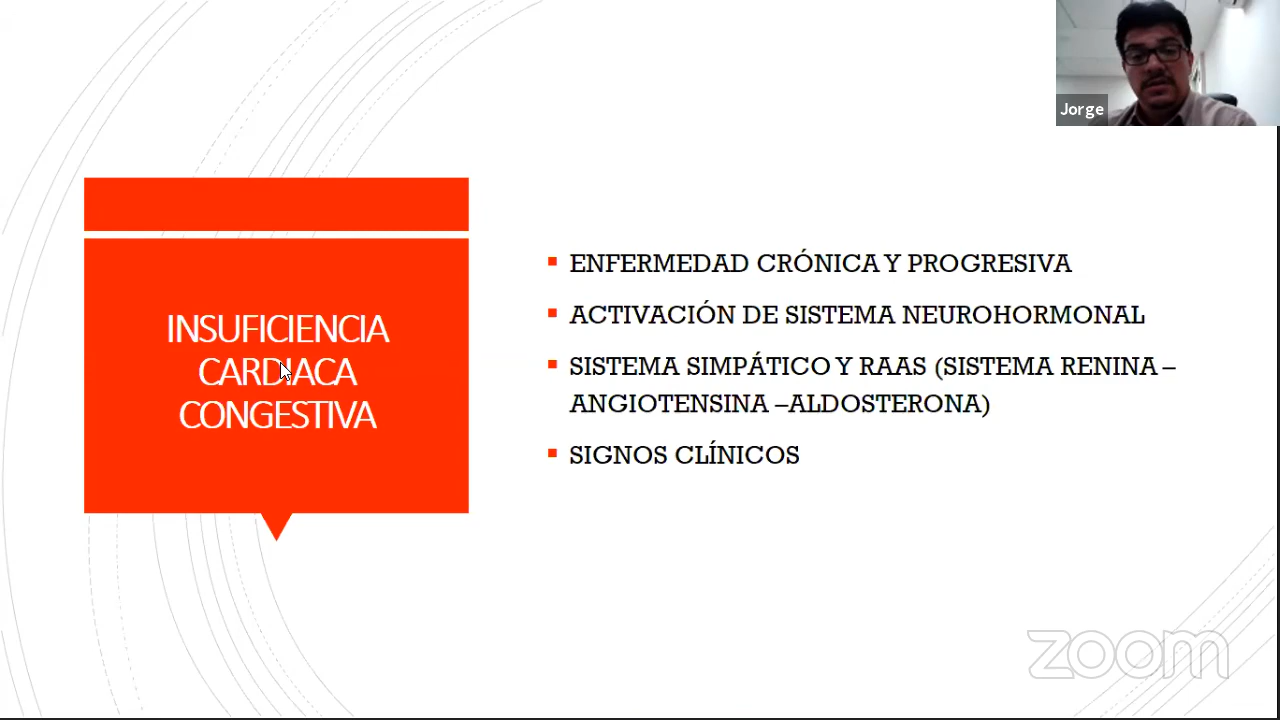 Jorge
INSUFICIENCIA
CARDIACA
CONGESTIVA
▪ ENFERMEDAD CRÓNICA Y PROGRESIVA
▪ ACTIVACIÓN DE SISTEMA NEUROHORMONAL
▪ SISTEMA SIMPÁTICO Y RAAS (SISTEMA RENINA –
ANGIOTENSINA –ALDOSTERONA)
▪ SIGNOS CLÍNICOS
zoom